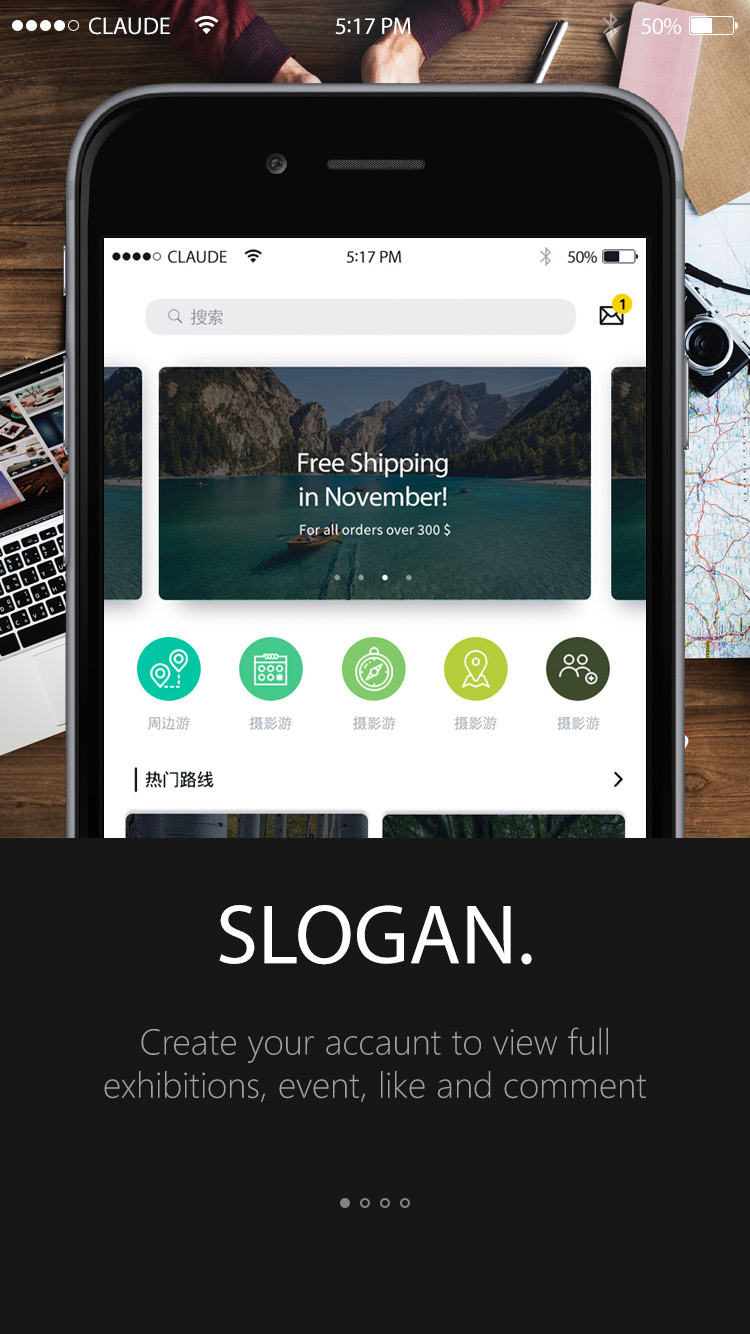 CLAUDE 5:17 PM 50%
CLAUDE 5:17 PM 50%
搜索
1
Free Shipping
in November!
For all orders over 300 $
周边游 摄影游 摄影游 摄影游 摄影游
热门路线
SLOGAN.
Create your accaunt to view full
exhibitions, event, like and comment